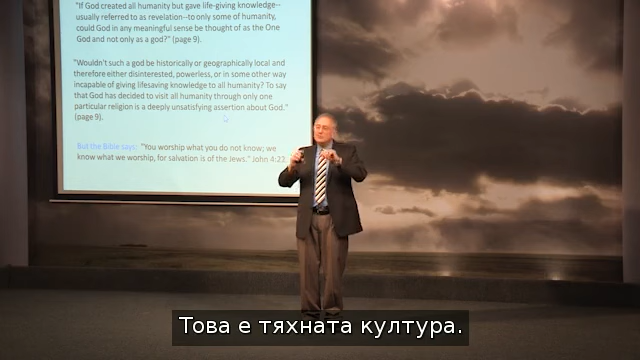 "If God created all humanity but gave life-giving knowledge--
usually referred to as revelation--to only some of humanity,
could God in any meaningful sense be thought of as the One
God and not only as a god?" (page 9).
"Wouldn't such a god be historically or geographically local and
therefore either disinterested, powerless, or in some other way
incapable of giving lifesaving knowledge to all humanity? To say
that God has decided to visit all humanity through only one
particular religion is a deeply unsatisfying assertion about God."
(page 9).
But the Bible says: "You worship what you do not know; we
know what we worship, for salvation is of the Jews." John 4:22.
Това е тяхната култура.